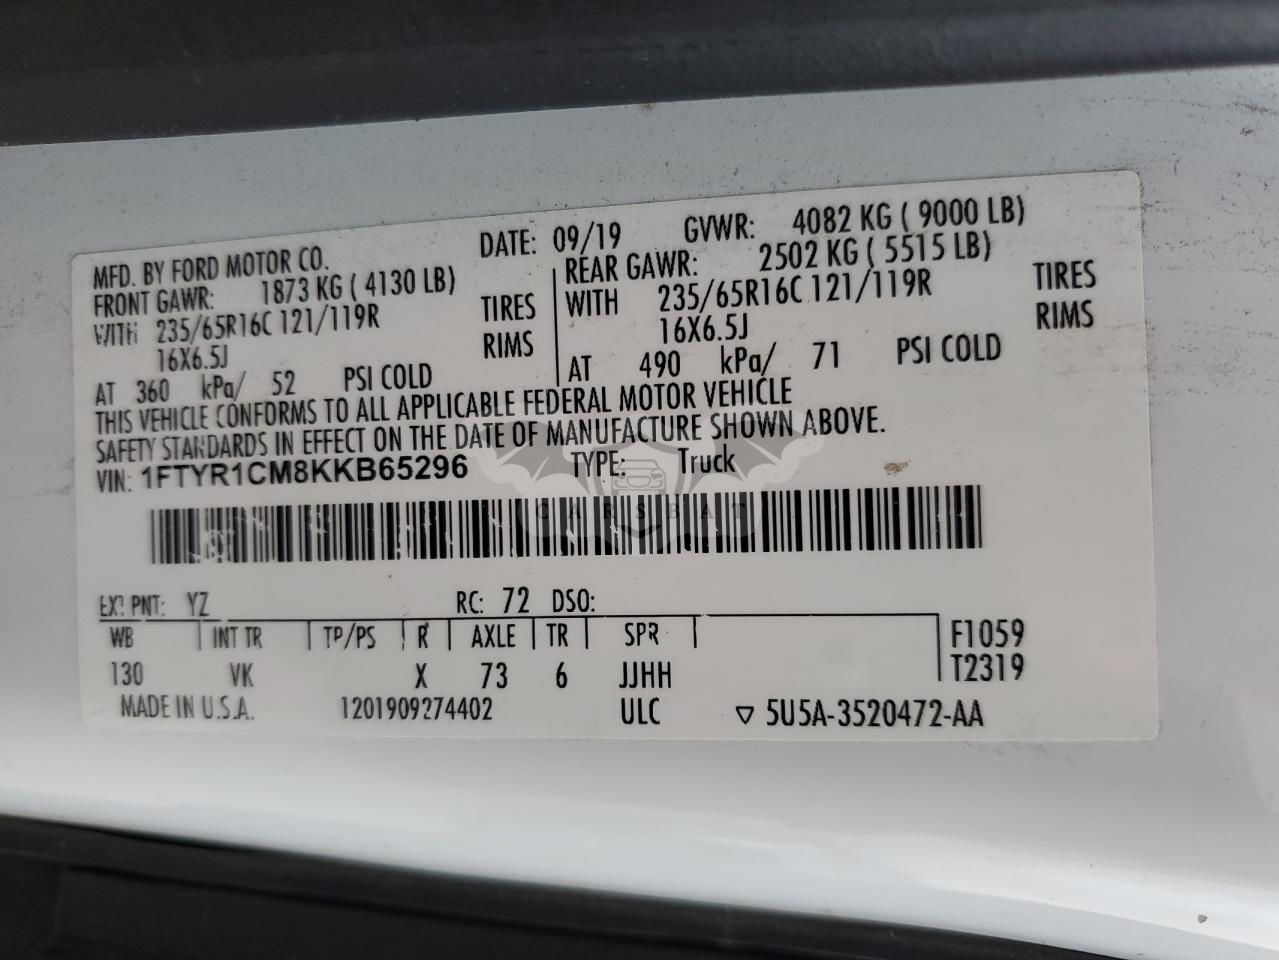 MFD. BY FORD MOTOR CO. DATE: 09/19 GVWR: 4082 KG ( 9000 LB)
FRONT GAWR: 1873 KG ( 4130 LB) REAR GAWR: 2502 KG ( 5515 LB)
WITH 235/65R16C 121/119R TIRES WITH 235/65R16C 121/119R TIRES
16X6.5J RIMS 16X6.5J RIMS
AT 360 kPa/ 52 PSI COLD AT 490 kPa/ 71 PSI COLD
THIS VEHICLE CONFORMS TO ALL APPLICABLE FEDERAL MOTOR VEHICLE
SAFETY STANDARDS IN EFFECT ON THE DATE OF MANUFACTURE SHOWN ABOVE.
VIN: 1FTYR1CM8KKB65296 TYPE: Truck
CARSBAT
EXT PNT: YZ RC: 72 DSO:
WB INT TR TP/PS R AXLE TR SPR F1059
130 VK X 73 6 JJHH T2319
MADE IN U.S.A. 1201909274402 ULC ▽ 5U5A-3520472-AA